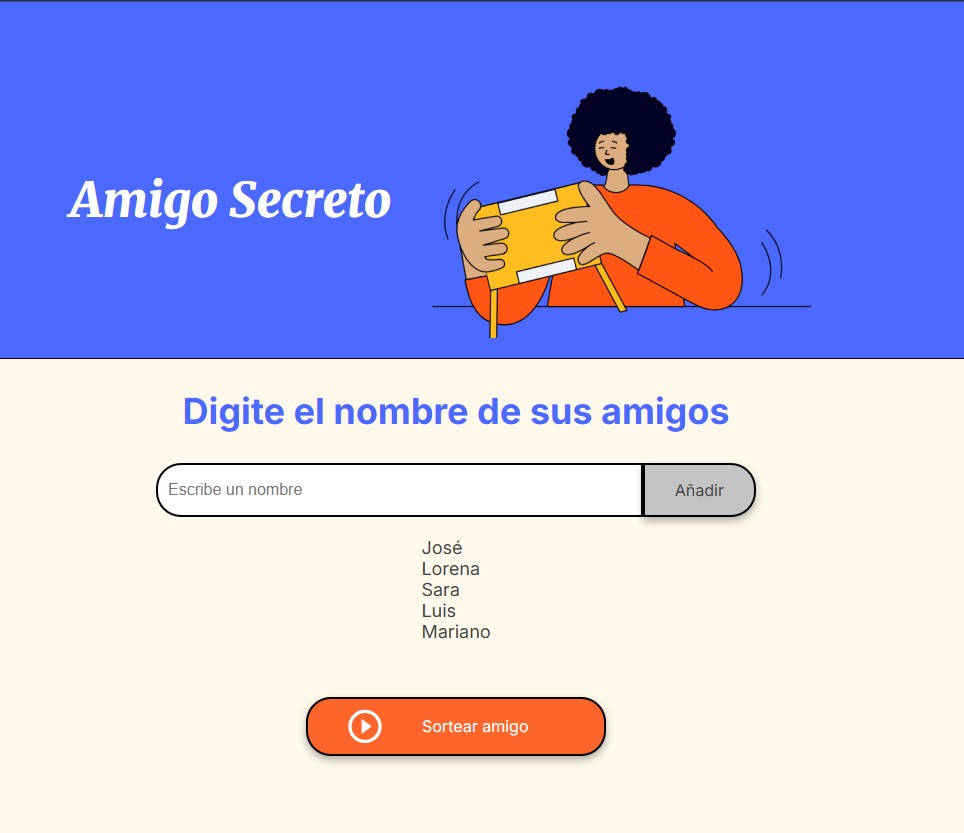 Amigo Secreto
Digite el nombre de sus amigos
Escribe un nombre
Añadir
José
Lorena
Sara
Luis
Mariano
Sortear amigo